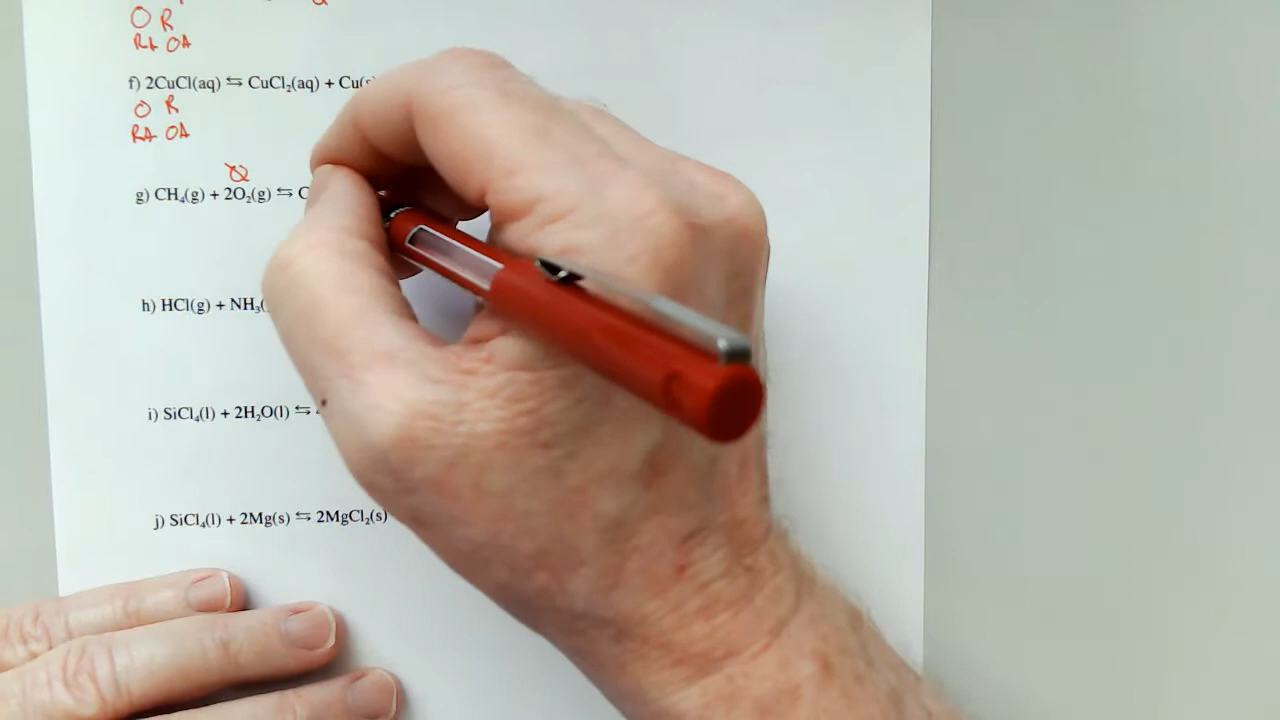 O R
RA OA
f) 2CuCl(aq) ⇆ CuCl₂(aq) + Cu(s
O R
RA OA
g) CH₄(g) + 2O₂(g) ⇆ C
h) HCl(g) + NH₃(
i) SiCl₄(l) + 2H₂O(l) ⇆
j) SiCl₄(l) + 2Mg(s) ⇆ 2MgCl₂(s)